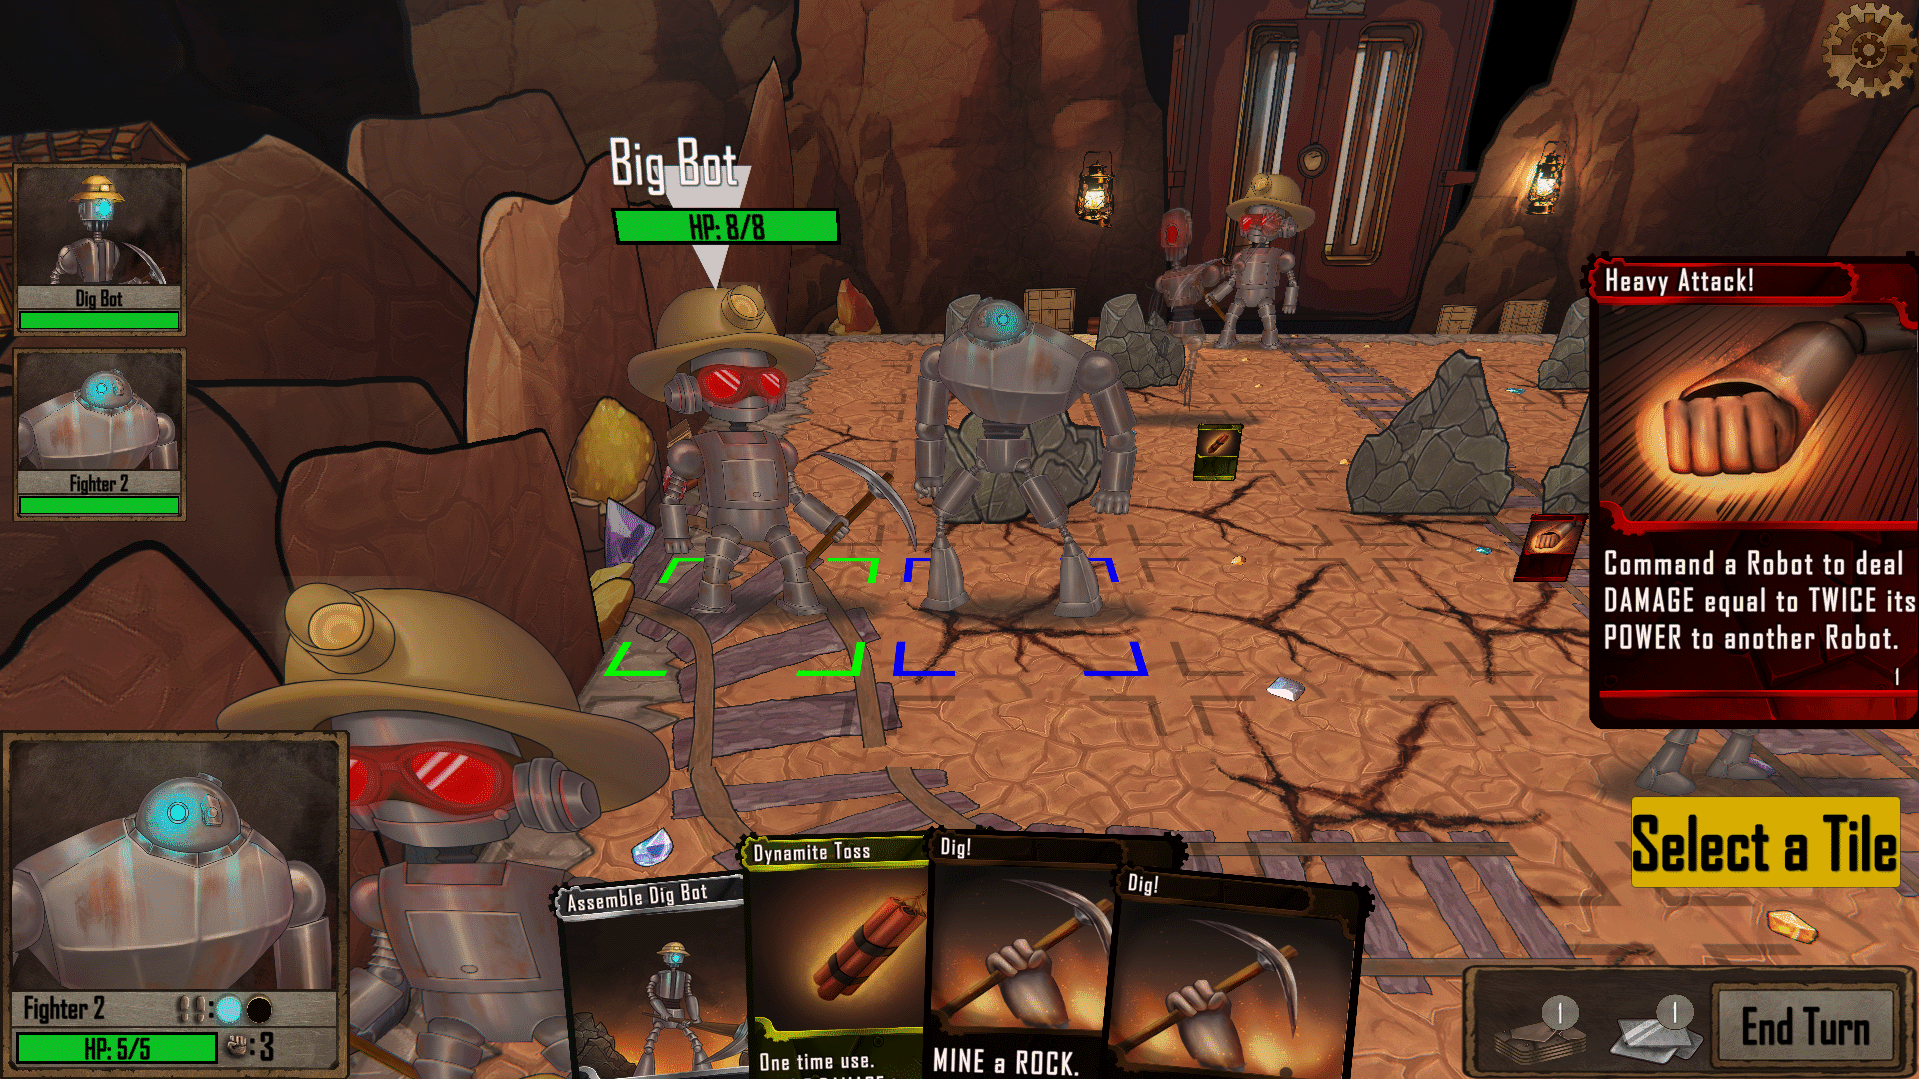 Big Bot
HP: 8/8
Dig Bot
Fighter 2
Heavy Attack!
Command a Robot to deal
DAMAGE equal to TWICE its
POWER to another Robot.
1
Select a Tile
Assemble Dig Bot
Dynamite Toss
One time use.
Dig!
MINE a ROCK.
Dig!
Fighter 2
:
HP: 5/5
:3
1
1
End Turn